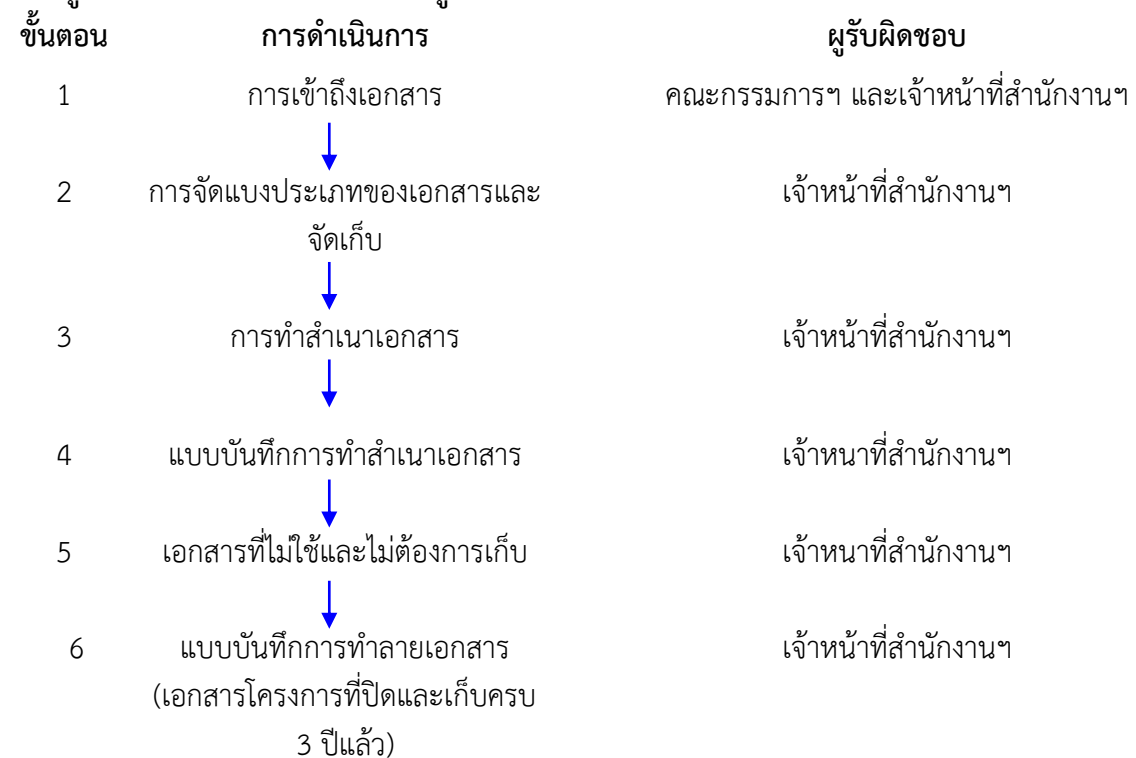 ขั้นตอน การดำเนินการ ผูรับผิดชอบ
1 การเข้าถึงเอกสาร คณะกรรมการฯ และเจ้าหน้าที่สำนักงานฯ
2 การจัดแบงประเภทของเอกสารและ เจ้าหน้าที่สำนักงานฯ
จัดเก็บ
3 การทำสำเนาเอกสาร เจ้าหน้าที่สำนักงานฯ
4 แบบบันทึกการทำสำเนาเอกสาร เจ้าหนาที่สำนักงานฯ
5 เอกสารที่ไม่ใช้และไม่ต้องการเก็บ เจ้าหนาที่สำนักงานฯ
6 แบบบันทึกการทำลายเอกสาร เจ้าหน้าที่สำนักงานฯ
(เอกสารโครงการที่ปิดและเก็บครบ
3 ปีแล้ว)